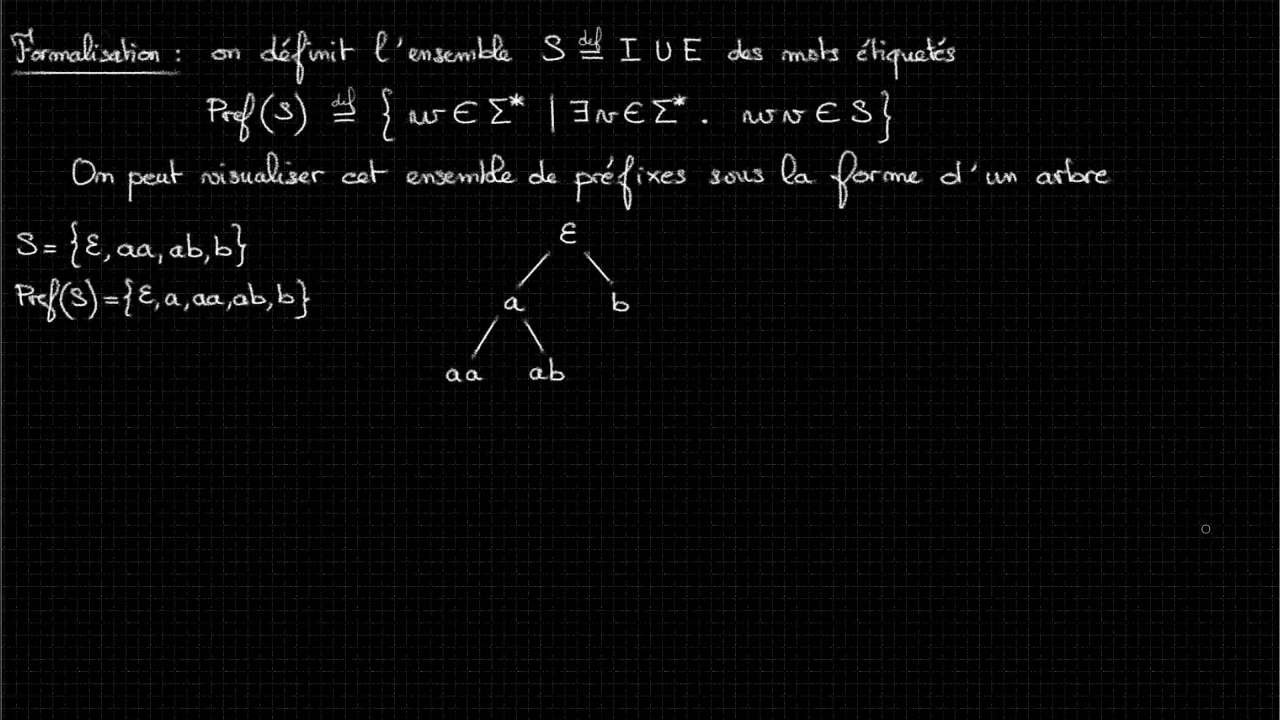 Formalisation : on définit l'ensemble S ≝ I ∪ E des mots étiquetés
Pref(S) ≝ { w ∈ Σ* | ∃v ∈ Σ* . wv ∈ S }
On peut visualiser cet ensemble de préfixes sous la forme d'un arbre
S = {ε, aa, ab, b}
Pref(S) = {ε, a, aa, ab, b}
ε
a b
aa ab